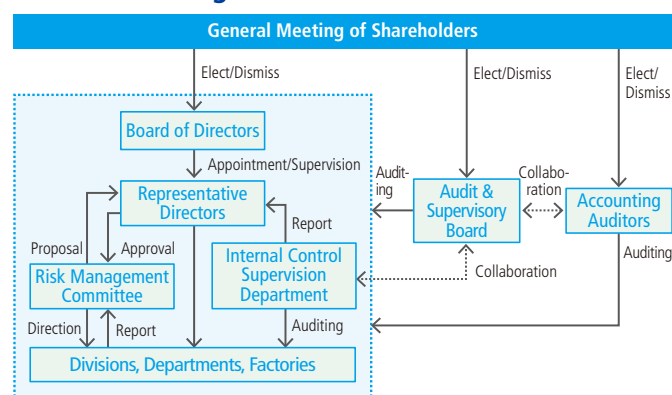 General Meeting of Shareholders
Elect/Dismiss
Elect/Dismiss
Elect/
Dismiss
Board of Directors
Appointment/Supervision
Representative
Directors
Audit-
ing
Audit &
Supervisory
Board
Collabo-
ration
Accounting
Auditors
Proposal
Approval
Report
Risk Management
Committee
Internal Control
Supervision
Department
Collaboration
Auditing
Direction
Report
Auditing
Divisions, Departments, Factories